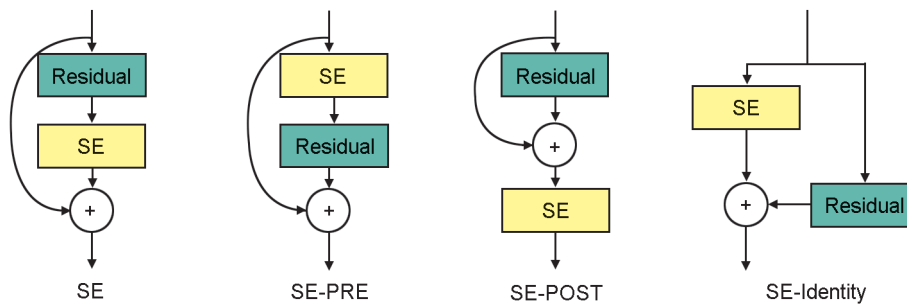 Residual
SE
+
SE
SE
Residual
+
SE-PRE
Residual
+
SE
SE-POST
SE
+
Residual
SE-Identity